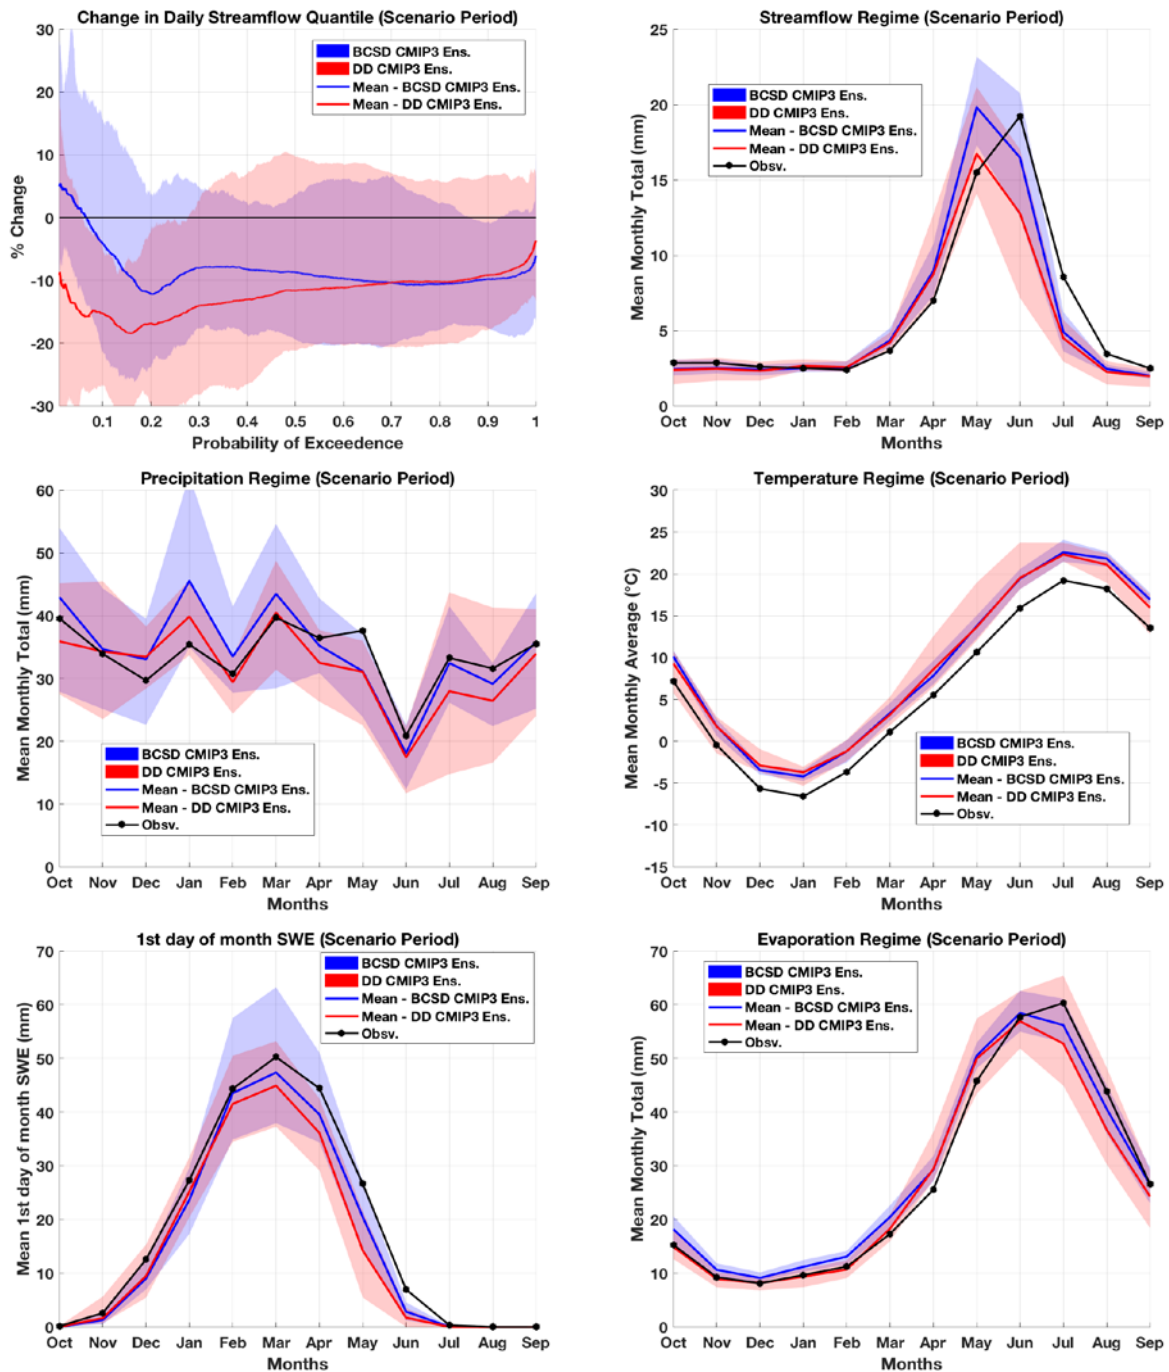 Change in Daily Streamflow Quantile (Scenario Period)
30
20
10
0
-10
-20
-30
% Change
BCSD CMIP3 Ens.
DD CMIP3 Ens.
Mean - BCSD CMIP3 Ens.
Mean - DD CMIP3 Ens.
0.1 0.2 0.3 0.4 0.5 0.6 0.7 0.8 0.9 1
Probability of Exceedence
Streamflow Regime (Scenario Period)
25
20
15
10
5
0
Mean Monthly Total (mm)
BCSD CMIP3 Ens.
DD CMIP3 Ens.
Mean - BCSD CMIP3 Ens.
Mean - DD CMIP3 Ens.
Obsv.
Oct Nov Dec Jan Feb Mar Apr May Jun Jul Aug Sep
Months
Precipitation Regime (Scenario Period)
60
50
40
30
20
10
0
Mean Monthly Total (mm)
BCSD CMIP3 Ens.
DD CMIP3 Ens.
Mean - BCSD CMIP3 Ens.
Mean - DD CMIP3 Ens.
Obsv.
Oct Nov Dec Jan Feb Mar Apr May Jun Jul Aug Sep
Months
Temperature Regime (Scenario Period)
30
25
20
15
10
5
0
-5
-10
-15
Mean Monthly Average (°C)
BCSD CMIP3 Ens.
DD CMIP3 Ens.
Mean - BCSD CMIP3 Ens.
Mean - DD CMIP3 Ens.
Obsv.
Oct Nov Dec Jan Feb Mar Apr May Jun Jul Aug Sep
Months
1st day of month SWE (Scenario Period)
70
60
50
40
30
20
10
0
Mean 1st day of month SWE (mm)
BCSD CMIP3 Ens.
DD CMIP3 Ens.
Mean - BCSD CMIP3 Ens.
Mean - DD CMIP3 Ens.
Obsv.
Oct Nov Dec Jan Feb Mar Apr May Jun Jul Aug Sep
Months
Evaporation Regime (Scenario Period)
70
60
50
40
30
20
10
0
Mean Monthly Total (mm)
BCSD CMIP3 Ens.
DD CMIP3 Ens.
Mean - BCSD CMIP3 Ens.
Mean - DD CMIP3 Ens.
Obsv.
Oct Nov Dec Jan Feb Mar Apr May Jun Jul Aug Sep
Months